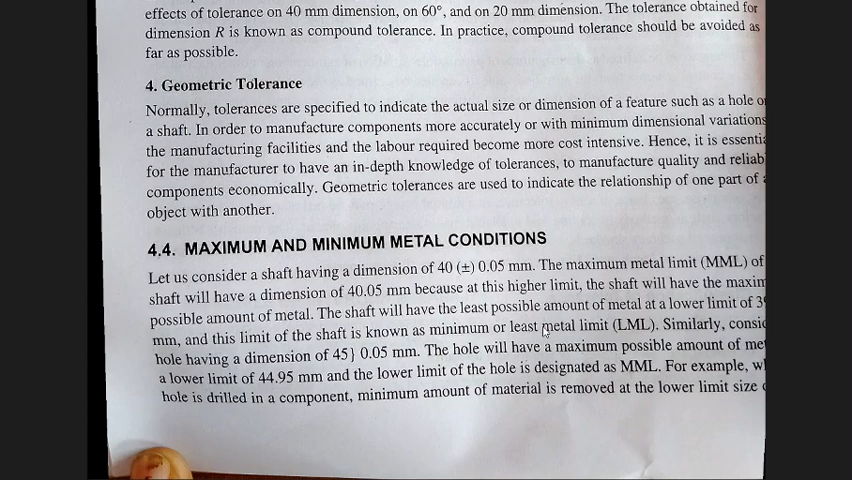 effects of tolerance on 40 mm dimension, on 60°, and on 20 mm dimension. The tolerance obtained for
dimension R is known as compound tolerance. In practice, compound tolerance should be avoided as
far as possible.
4. Geometric Tolerance
Normally, tolerances are specified to indicate the actual size or dimension of a feature such as a hole or
a shaft. In order to manufacture components more accurately or with minimum dimensional variations
the manufacturing facilities and the labour required become more cost intensive. Hence, it is essentia
for the manufacturer to have an in-depth knowledge of tolerances, to manufacture quality and reliab
components economically. Geometric tolerances are used to indicate the relationship of one part of a
object with another.
4.4. MAXIMUM AND MINIMUM METAL CONDITIONS
Let us consider a shaft having a dimension of 40 (±) 0.05 mm. The maximum metal limit (MML) of
shaft will have a dimension of 40.05 mm because at this higher limit, the shaft will have the maxim
possible amount of metal. The shaft will have the least possible amount of metal at a lower limit of 39
mm, and this limit of the shaft is known as minimum or least metal limit (LML). Similarly, consid
hole having a dimension of 45} 0.05 mm. The hole will have a maximum possible amount of met
a lower limit of 44.95 mm and the lower limit of the hole is designated as MML. For example, wh
hole is drilled in a component, minimum amount of material is removed at the lower limit size o